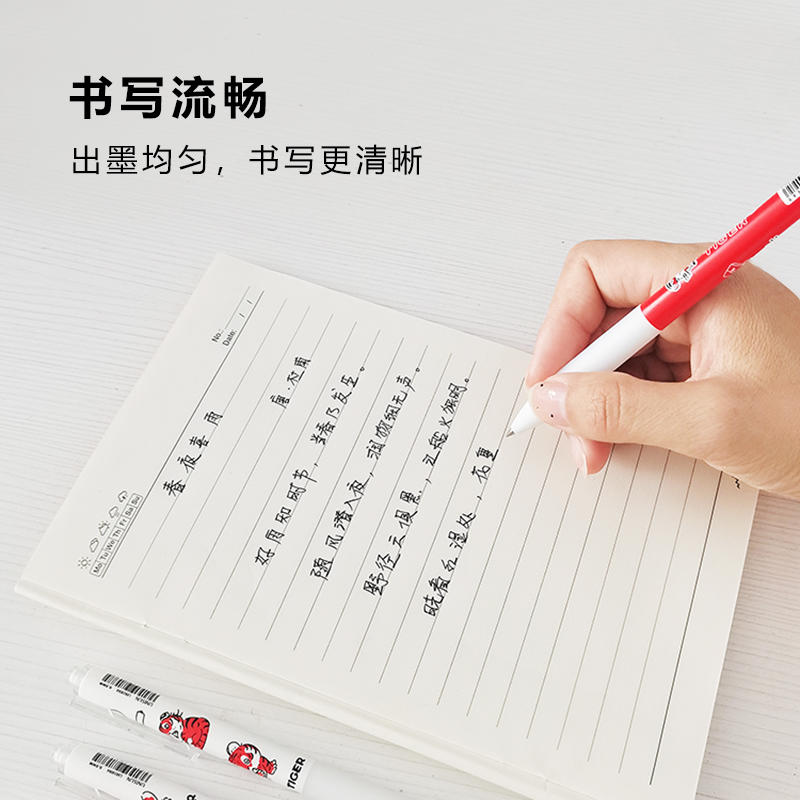 书写流畅
出墨均匀，书写更清晰
No.:
Date: / /
Mo Tu We Th Fr Sa Su
春夜喜雨
唐·杜甫
好雨知时节，当春乃发生。
随风潜入夜，润物细无声。
野径云俱黑，江船火独明。
晓看红湿处，花重
TIGER